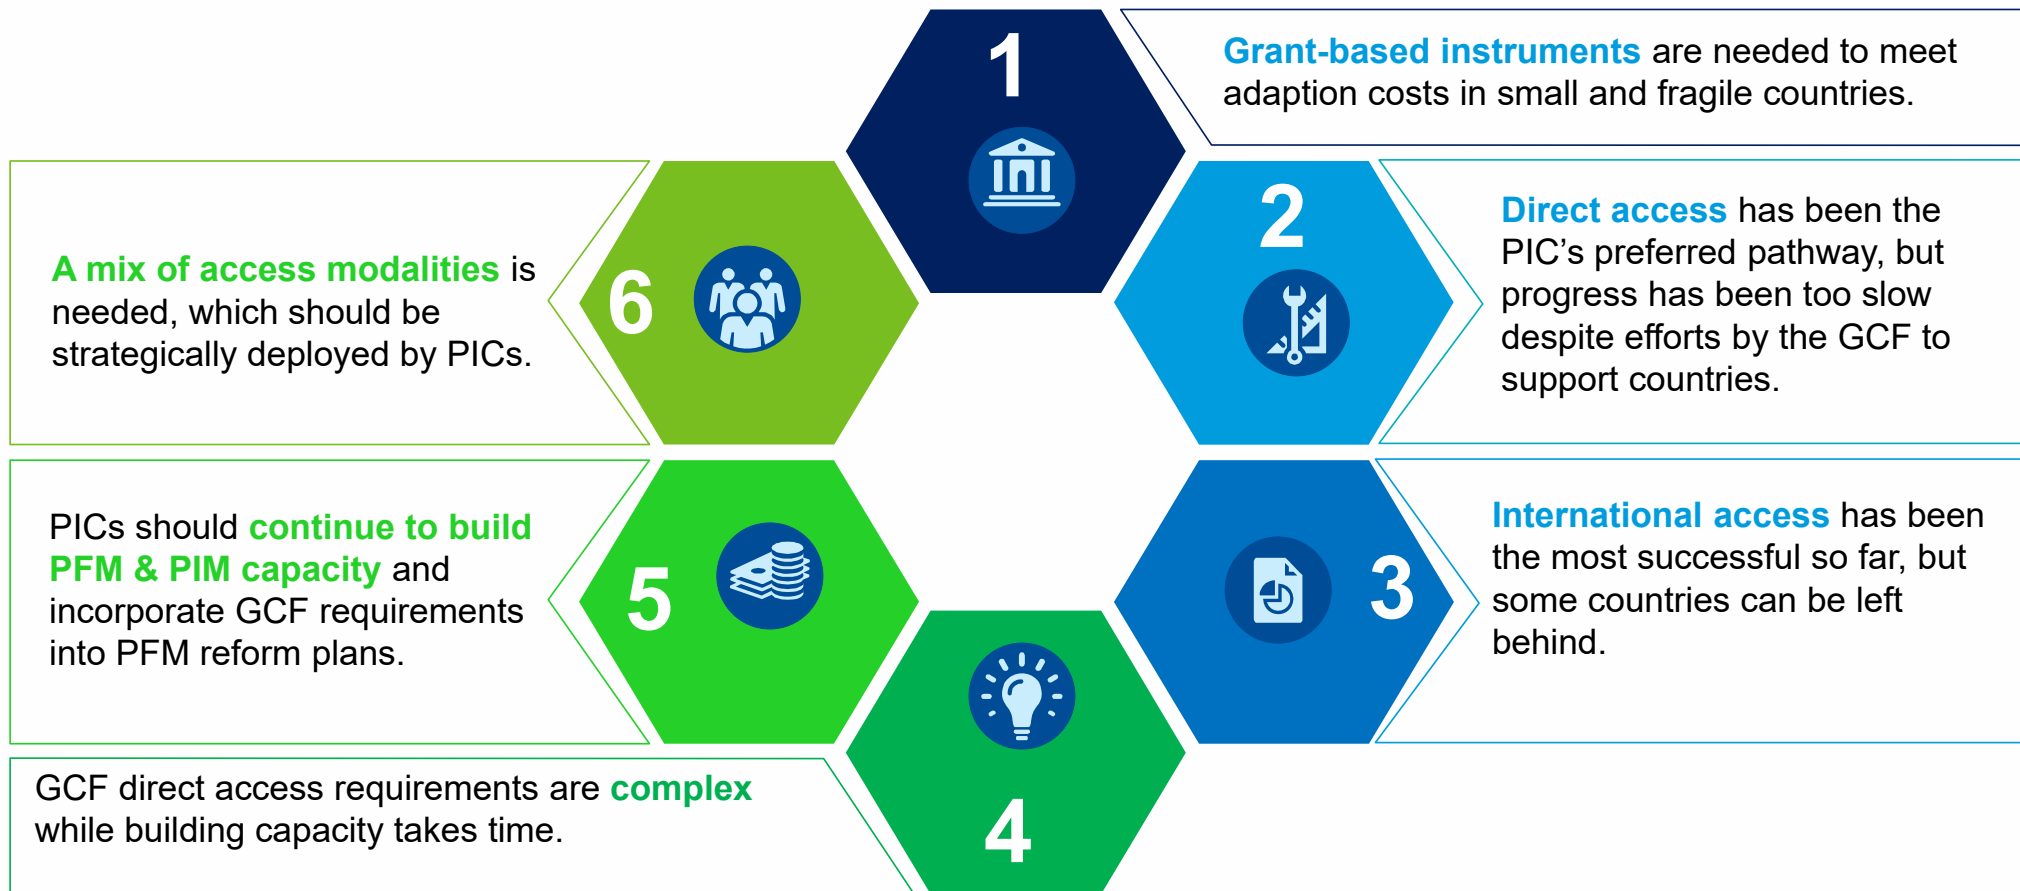 1
Grant-based instruments are needed to meet
adaption costs in small and fragile countries.
2
Direct access has been the
PIC’s preferred pathway, but
progress has been too slow
despite efforts by the GCF to
support countries.
3
International access has been
the most successful so far, but
some countries can be left
behind.
4
GCF direct access requirements are complex
while building capacity takes time.
5
PICs should continue to build
PFM & PIM capacity and
incorporate GCF requirements
into PFM reform plans.
6
A mix of access modalities is
needed, which should be
strategically deployed by PICs.